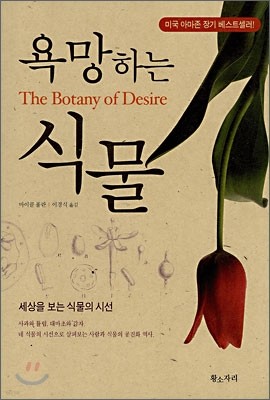 미국 아마존 장기 베스트셀러!
욕망하는
The Botany of Desire
식물
마이클 폴란 | 이경식 옮김
세상을 보는 식물의 시선
사과와 튤립, 대마초와 감자
네 식물의 시선으로 살펴보는 사람과 식물의 공진화 역사
황소자리